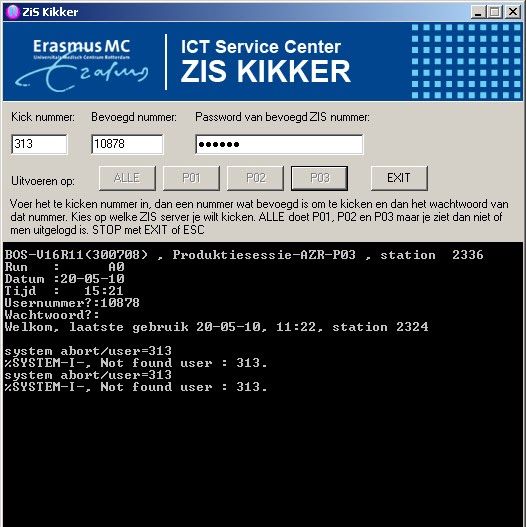 ZiS Kikker
Erasmus MC
Universitair Medisch Centrum Rotterdam
Erasmus
ICT Service Center
ZIS KIKKER
Kick nummer: Bevoegd nummer: Password van bevoegd ZIS nummer:
313 10878 ●●●●●●
Uitvoeren op: ALLE P01 P02 P03 EXIT
Voer het te kicken nummer in, dan een nummer wat bevoegd is om te kicken en dan het wachtwoord van
dat nummer. Kies op welke ZIS server je wilt kicken. ALLE doet P01, P02 en P03 maar je ziet dan niet of
men uitgelogd is. STOP met EXIT of ESC
BOS-V16R11(300708) , Produktiesessie-AZR-P03 , station 2336
Run : A0
Datum :20-05-10
Tijd : 15:21
Usernummer?:10878
Wachtwoord?:
Welkom, laatste gebruik 20-05-10, 11:22, station 2324
system abort/user=313
%SYSTEM-I-, Not found user : 313.
system abort/user=313
%SYSTEM-I-, Not found user : 313.